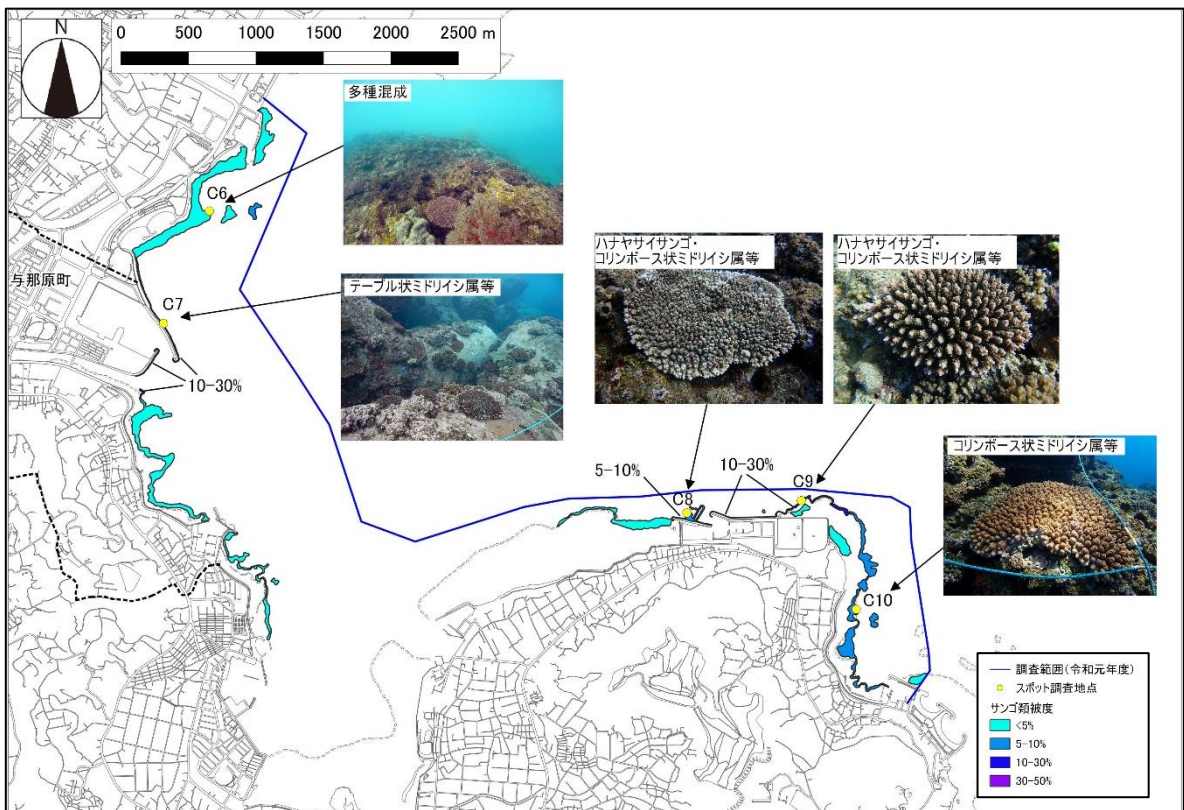 N
0 500 1000 1500 2000 2500 m
多種混成
C6
与那原町
C7
テーブル状ミドリイシ属等
10-30%
ハナヤサイサンゴ・
コリンボース状ミドリイシ属等
ハナヤサイサンゴ・
コリンボース状ミドリイシ属等
5-10%
C8
10-30%
C9
コリンボース状ミドリイシ属等
C10
調査範囲(令和元年度)
スポット調査地点
サンゴ類被度
<5%
5-10%
10-30%
30-50%